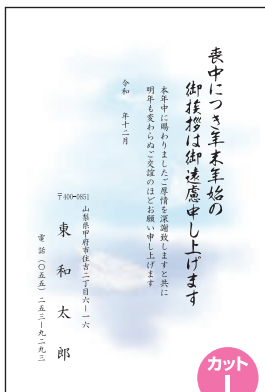 喪中につき年末年始の
御挨拶は御遠慮申し上げます
本年中に賜わりましたご厚情を深謝致しますと共に
明年も変わらぬご交誼のほどお願い申し上げます
令和　年十二月
〒400-0851
山梨県甲府市住吉二丁目六ー一六
東和太郎
電話（〇五五）二五三ー九二九三
カット
I